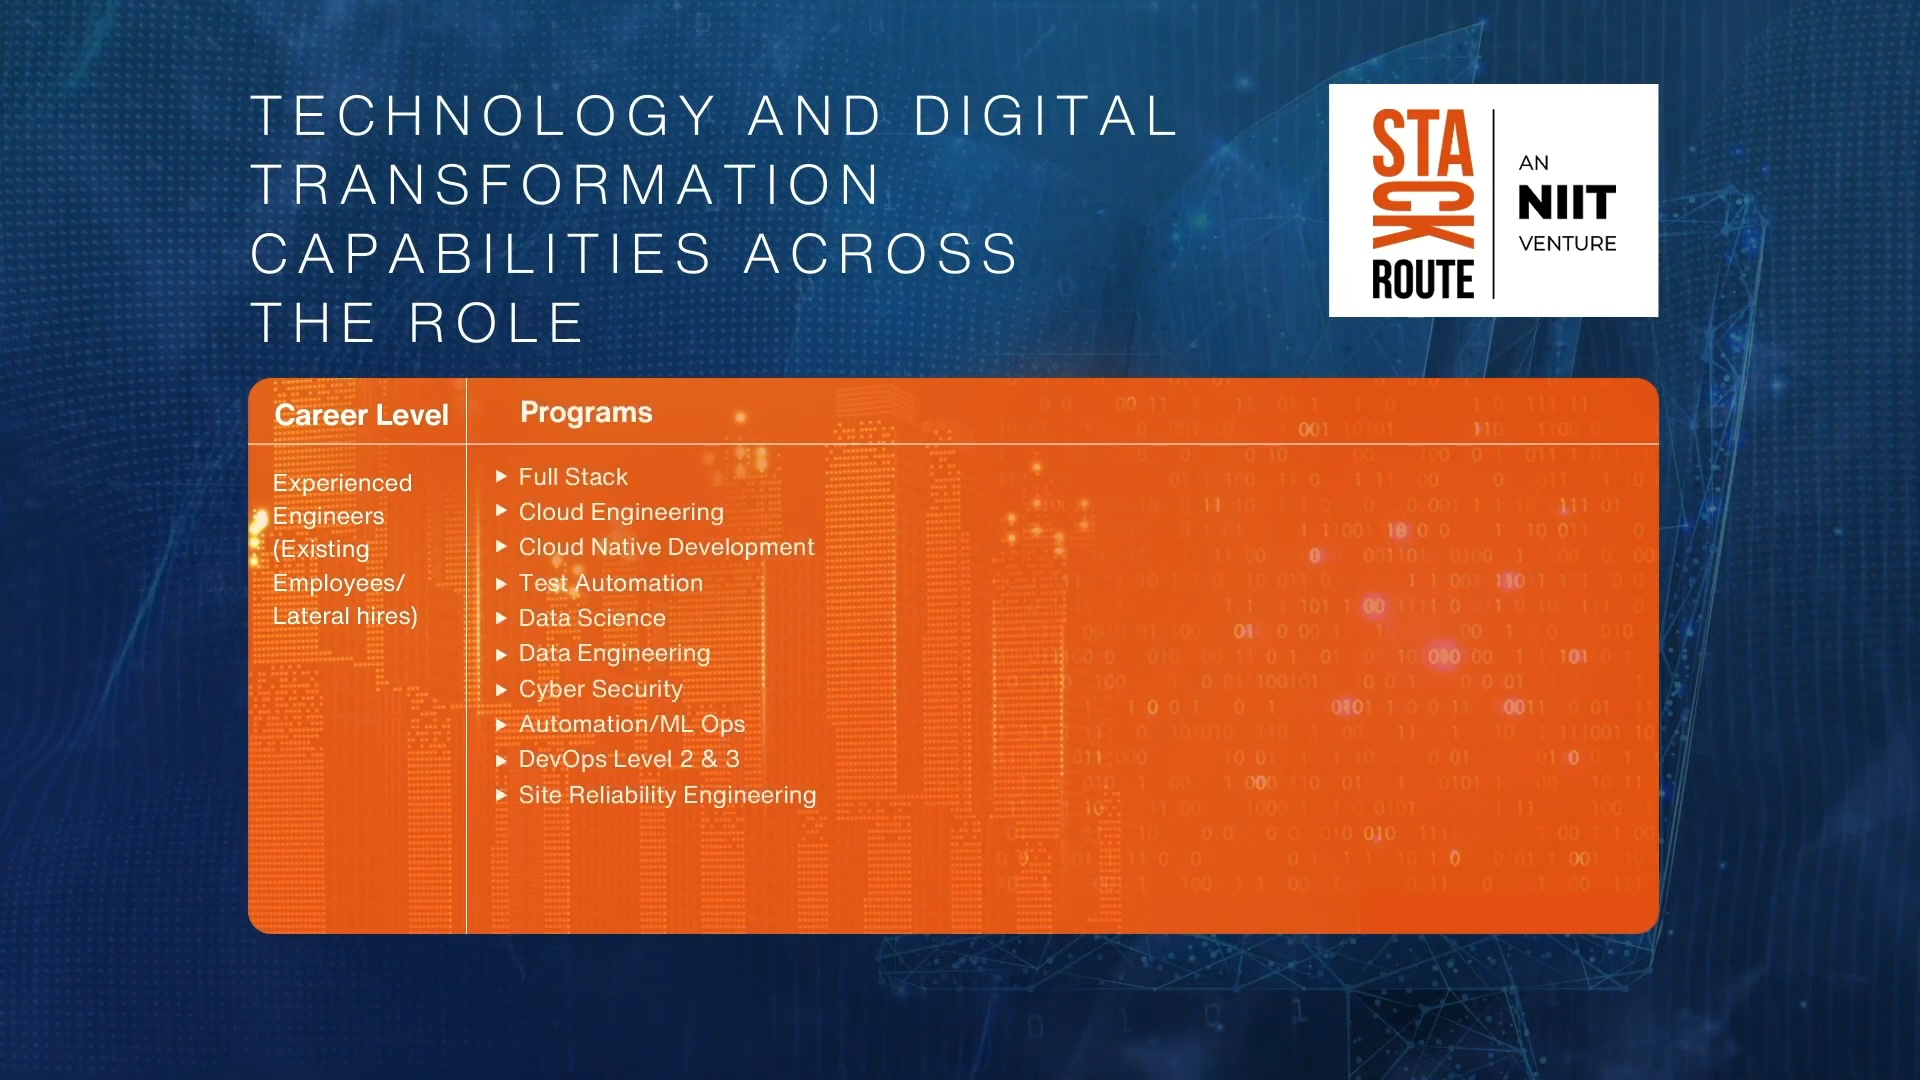 TECHNOLOGY AND DIGITAL
TRANSFORMATION
CAPABILITIES ACROSS
THE ROLE
STACK
ROUTE
AN
NIIT
VENTURE
Career Level
Programs
Experienced
Engineers
(Existing
Employees/
Lateral hires)
Full Stack
Cloud Engineering
Cloud Native Development
Test Automation
Data Science
Data Engineering
Cyber Security
Automation/ML Ops
DevOps Level 2 & 3
Site Reliability Engineering